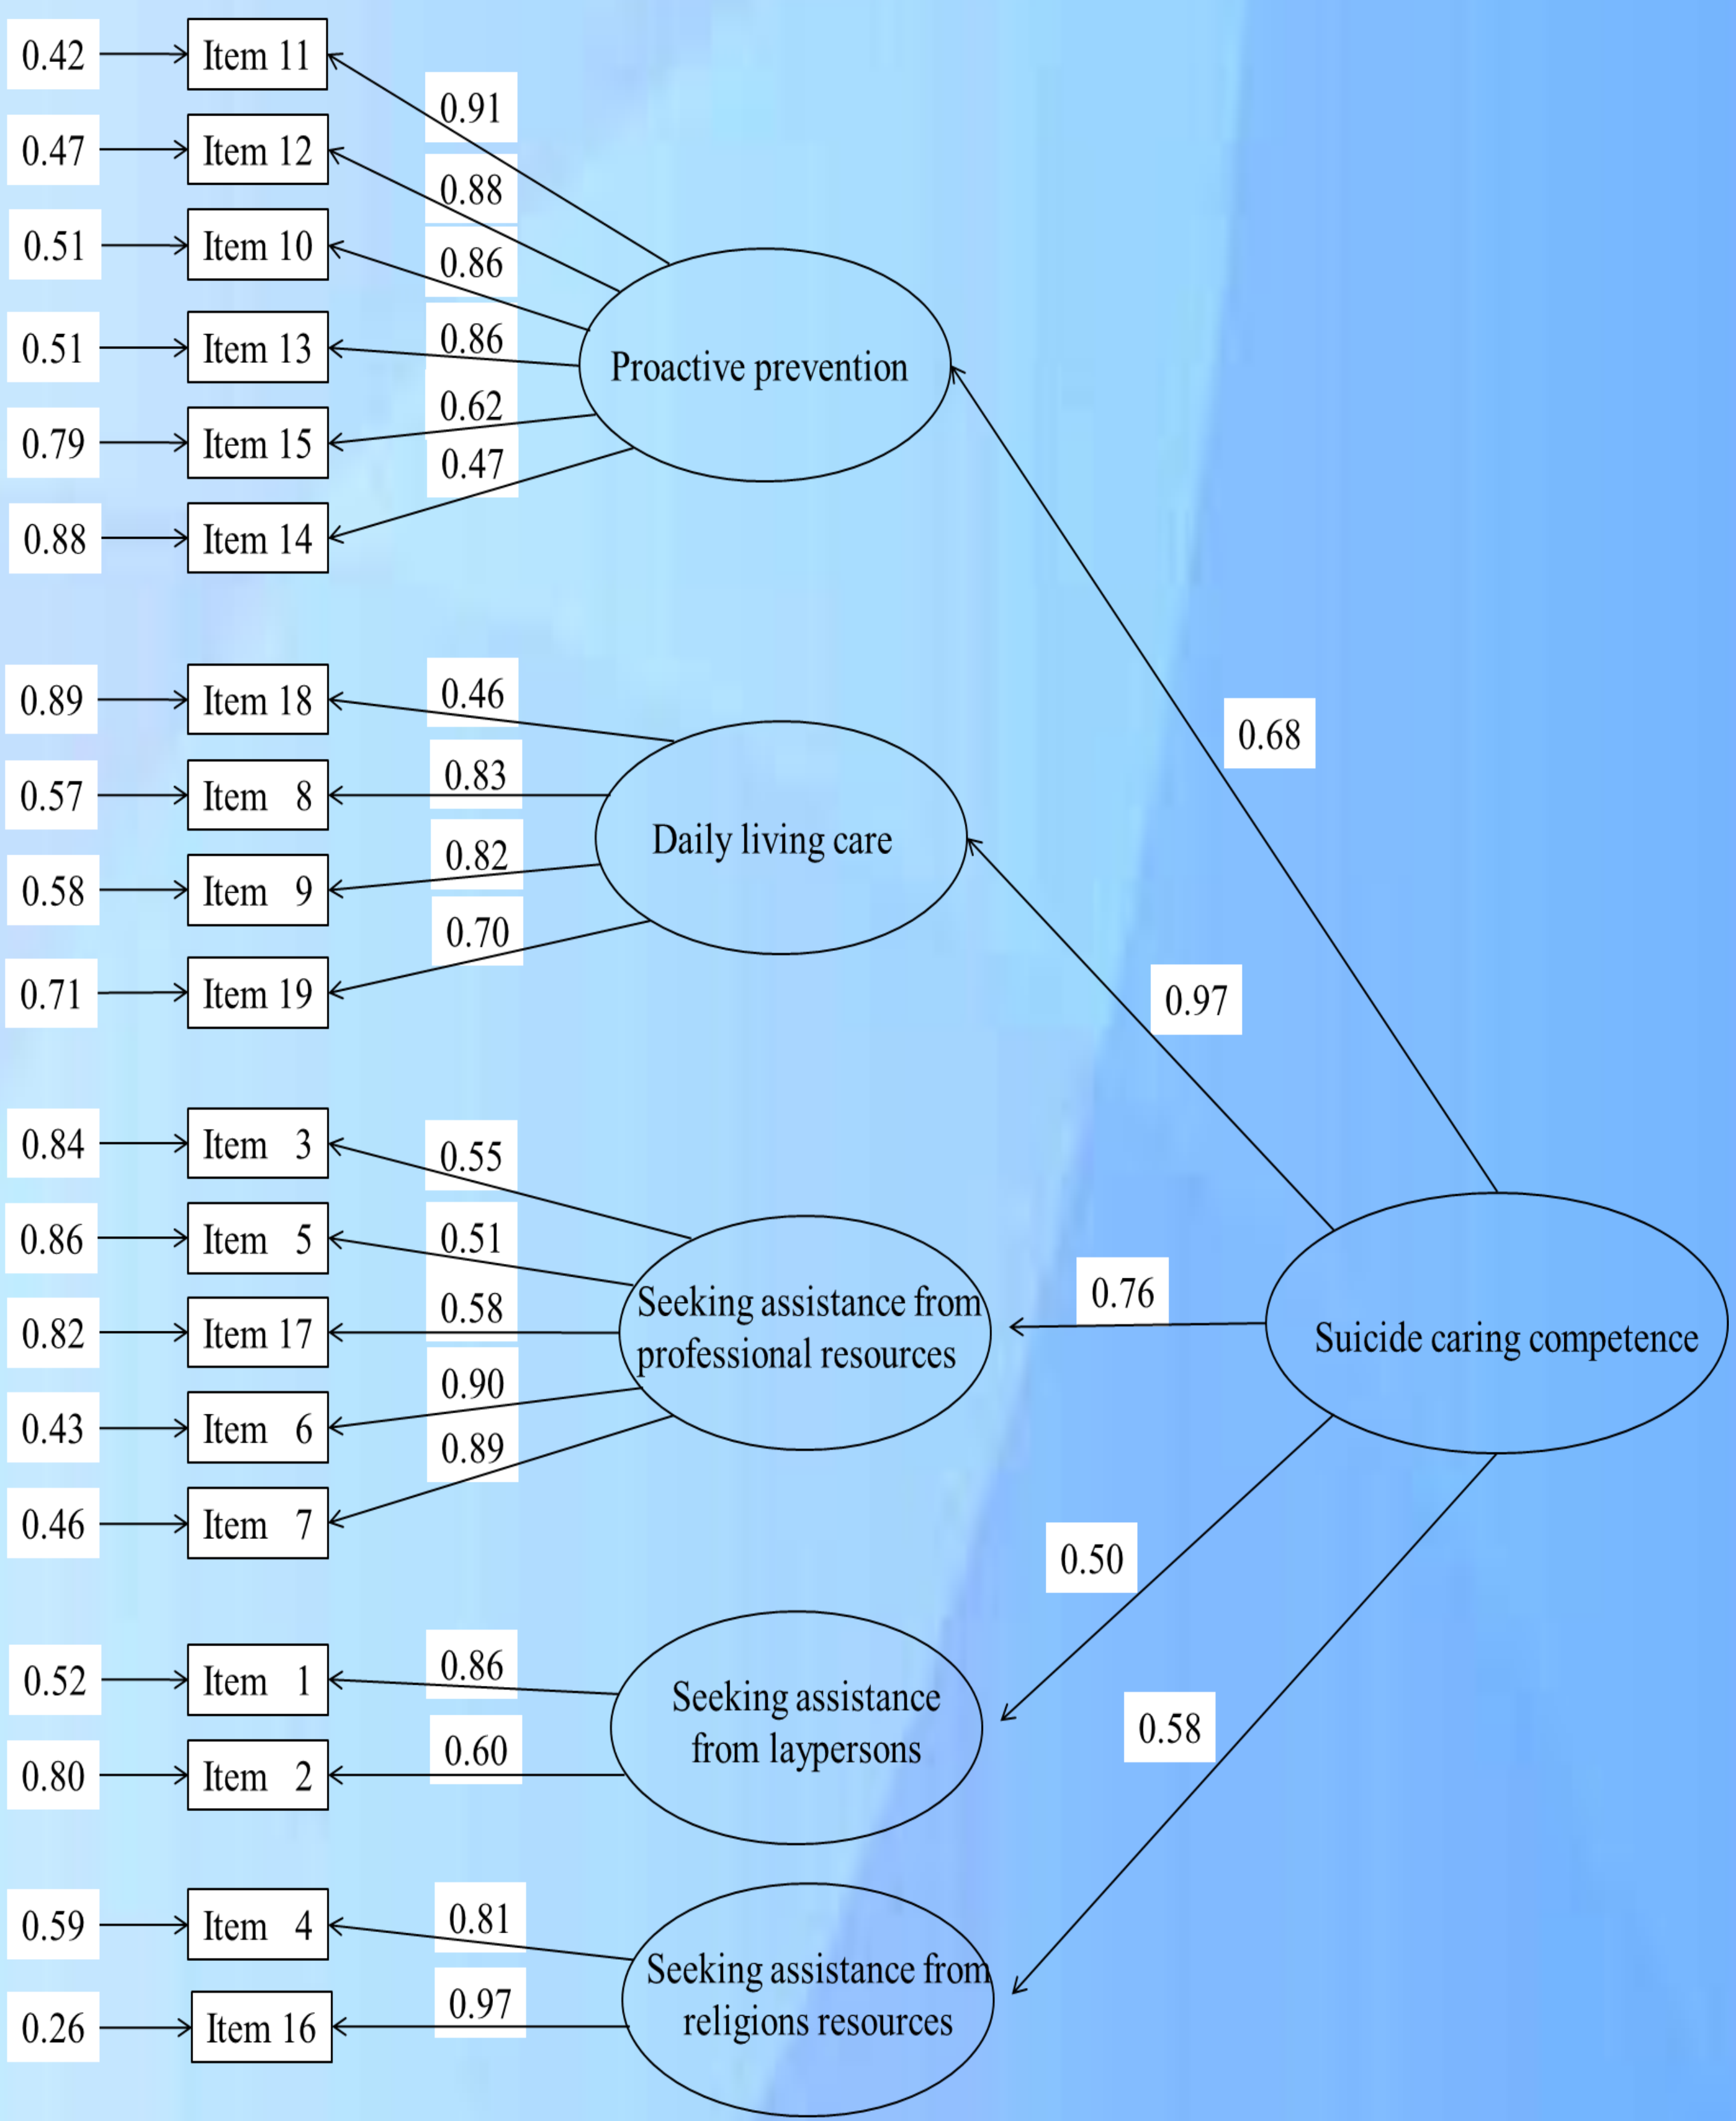 0.42 Item 11
0.91
0.47 Item 12
0.88
0.51 Item 10
0.86
0.51 Item 13
0.86
Proactive prevention
0.62
0.79 Item 15
0.47
0.88 Item 14
0.68
0.89 Item 18
0.46
0.57 Item 8
0.83
Daily living care
0.82
0.58 Item 9
0.70
0.71 Item 19
0.97
0.84 Item 3
0.55
0.86 Item 5
0.51
0.58
0.82 Item 17
Seeking assistance from
professional resources
0.76
Suicide caring competence
0.90
0.43 Item 6
0.89
0.46 Item 7
0.50
0.52 Item 1
0.86
Seeking assistance
from laypersons
0.60
0.80 Item 2
0.58
0.59 Item 4
0.81
Seeking assistance from
religions resources
0.97
0.26 Item 16